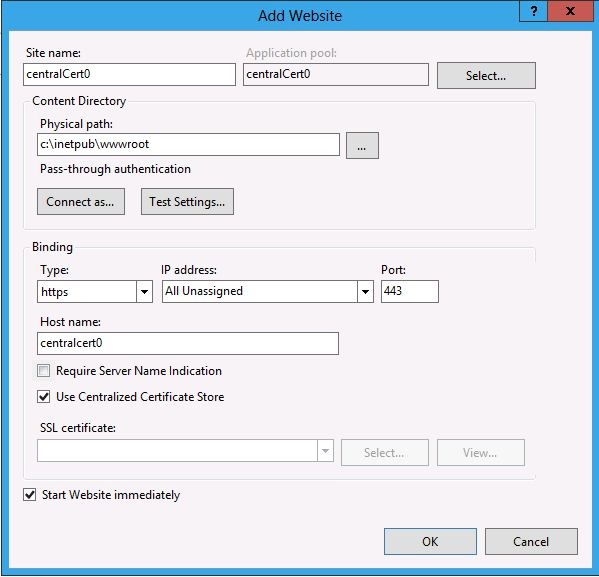 Add Website
?
x
Site name:
Application pool:
centralCert0
centralCert0
Select...
Content Directory
Physical path:
c:\inetpub\wwwroot
...
Pass-through authentication
Connect as...
Test Settings...
Binding
Type:
IP address:
Port:
https
All Unassigned
443
Host name:
centralcert0
Require Server Name Indication
Use Centralized Certificate Store
SSL certificate:
Select...
View...
Start Website immediately
OK
Cancel